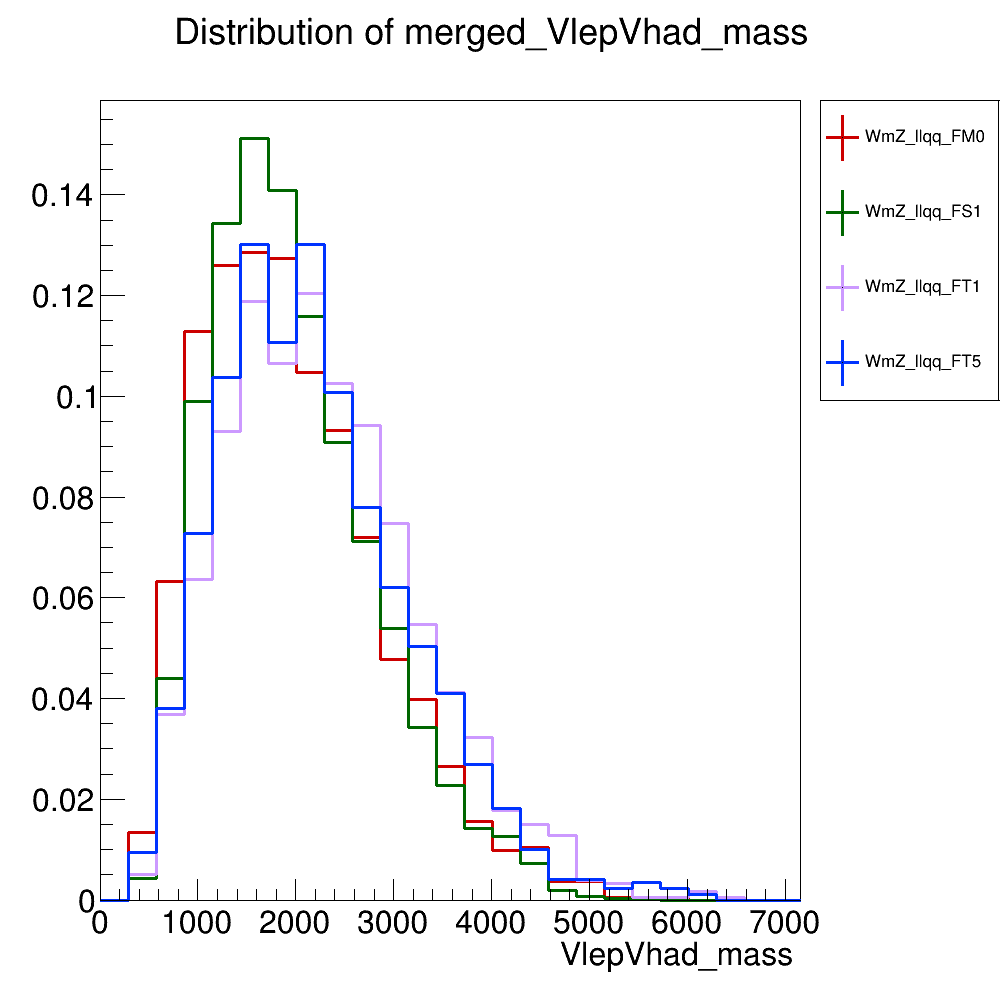 Distribution of merged_VlepVhad_mass
WmZ_llqq_FM0
WmZ_llqq_FS1
WmZ_llqq_FT1
WmZ_llqq_FT5
0.14
0.12
0.1
0.08
0.06
0.04
0.02
0
0 1000 2000 3000 4000 5000 6000 7000
VlepVhad_mass